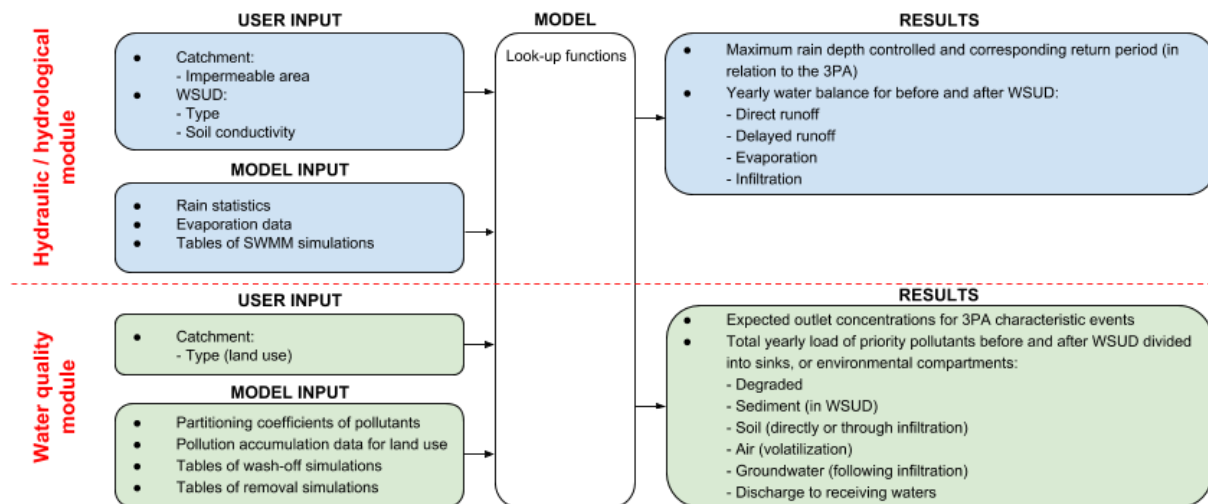 Hydraulic / hydrological
module
USER INPUT
● Catchment:
- Impermeable area
● WSUD:
- Type
- Soil conductivity
MODEL INPUT
● Rain statistics
● Evaporation data
● Tables of SWMM simulations
MODEL
Look-up functions
RESULTS
● Maximum rain depth controlled and corresponding return period (in
relation to the 3PA)
● Yearly water balance for before and after WSUD:
- Direct runoff
- Delayed runoff
- Evaporation
- Infiltration
Water quality
module
USER INPUT
● Catchment:
- Type (land use)
MODEL INPUT
● Partitioning coefficients of pollutants
● Pollution accumulation data for land use
● Tables of wash-off simulations
● Tables of removal simulations
RESULTS
● Expected outlet concentrations for 3PA characteristic events
● Total yearly load of priority pollutants before and after WSUD divided
into sinks, or environmental compartments:
- Degraded
- Sediment (in WSUD)
- Soil (directly or through infiltration)
- Air (volatilization)
- Groundwater (following infiltration)
- Discharge to receiving waters